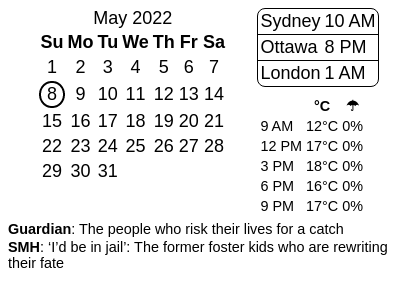 May 2022
Su Mo Tu We Th Fr Sa
1 2 3 4 5 6 7
8 9 10 11 12 13 14
15 16 17 18 19 20 21
22 23 24 25 26 27 28
29 30 31
Sydney 10 AM
Ottawa 8 PM
London 1 AM
°C ☂
9 AM 12°C 0%
12 PM 17°C 0%
3 PM 18°C 0%
6 PM 16°C 0%
9 PM 17°C 0%
Guardian: The people who risk their lives for a catch
SMH: ‘I’d be in jail’: The former foster kids who are rewriting
their fate